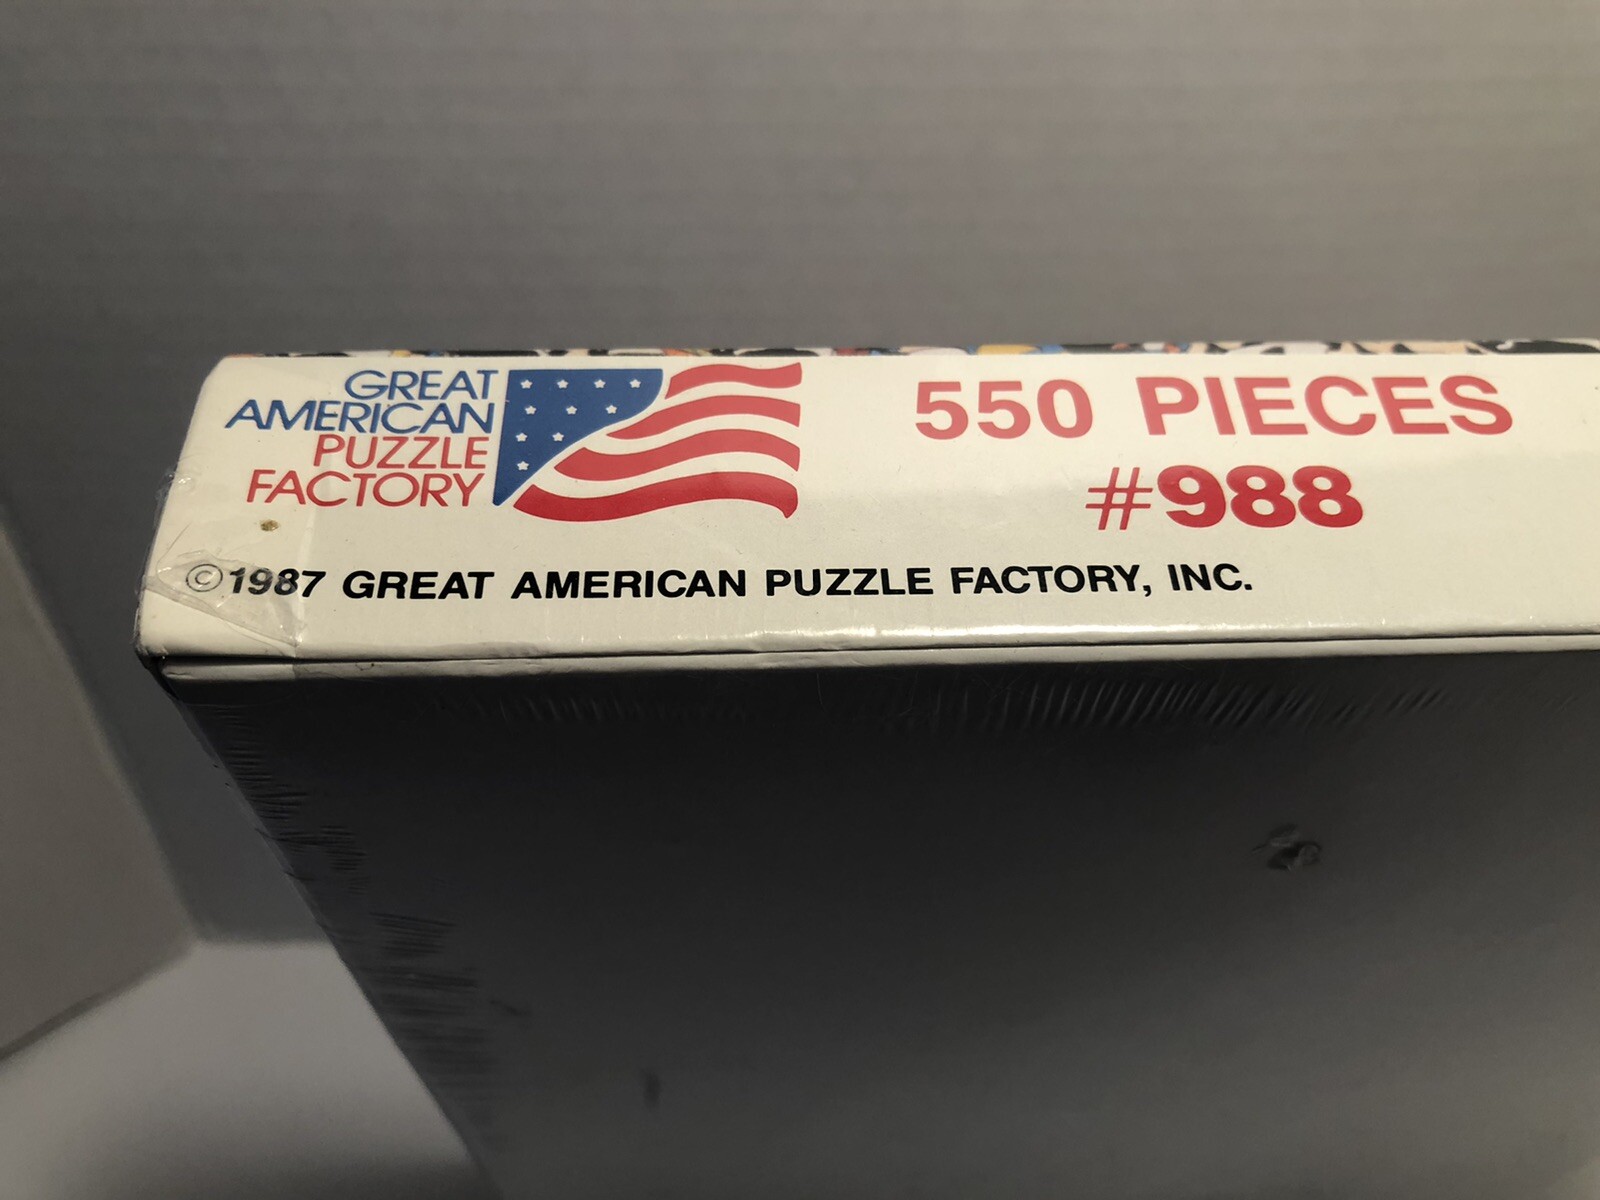 GREAT
AMERICAN
PUZZLE
FACTORY
550 PIECES
#988
©1987 GREAT AMERICAN PUZZLE FACTORY, INC.